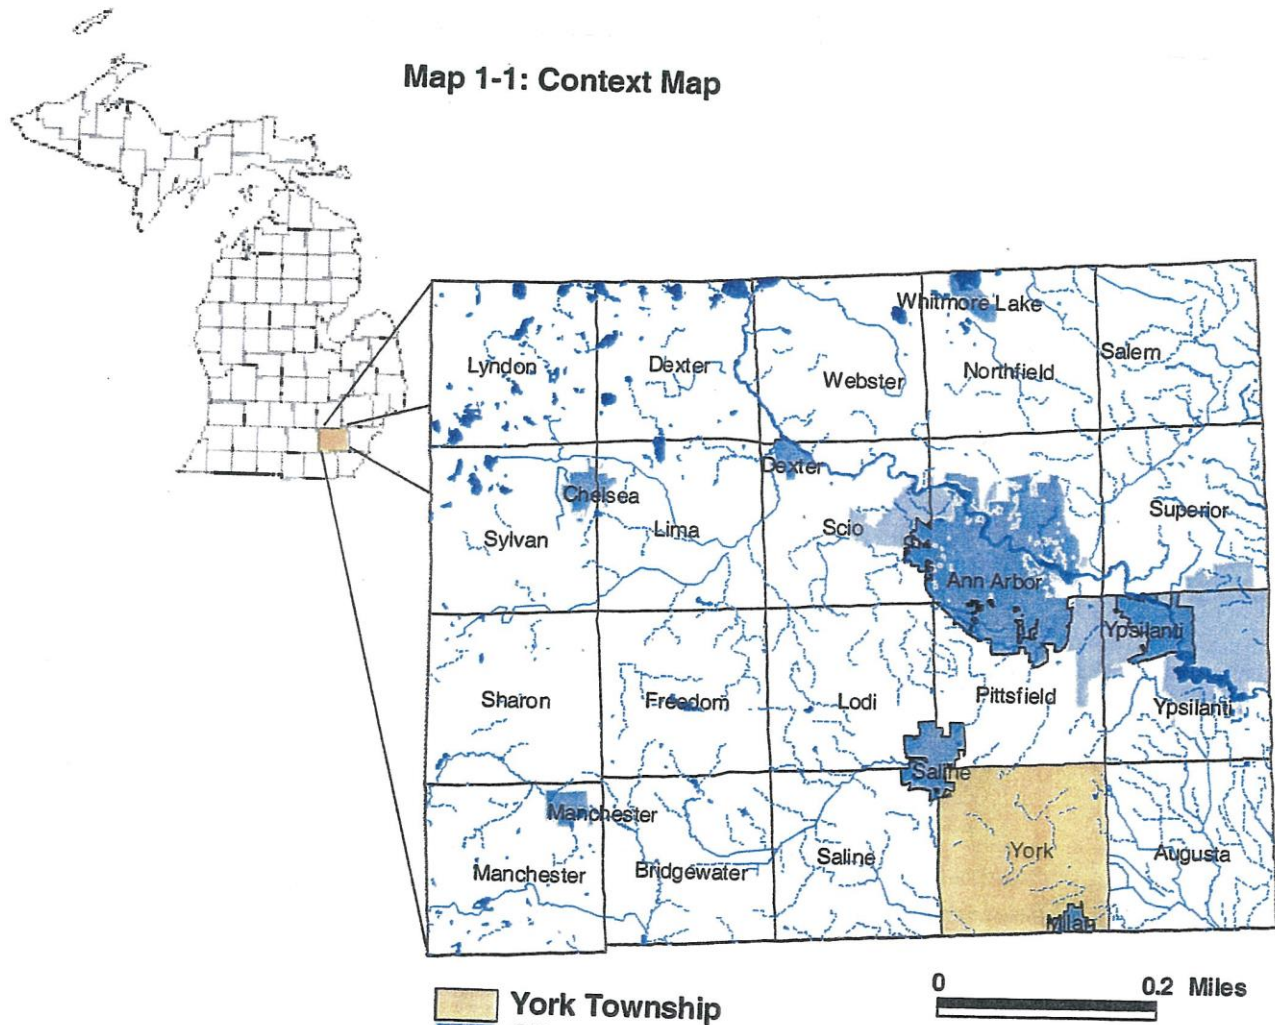 Map 1-1: Context Map
Whitmore Lake
Lyndon
Dexter
Webster
Northfield
Salem
Dexter
Chelsea
Sylvan
Lima
Scio
Superior
Ann Arbor
Ypsilanti
Sharon
Freedom
Lodi
Pittsfield
Ypsilanti
Saline
Manchester
Manchester
Bridgewater
Saline
York
Augusta
Milan
0 0.2 Miles
York Township